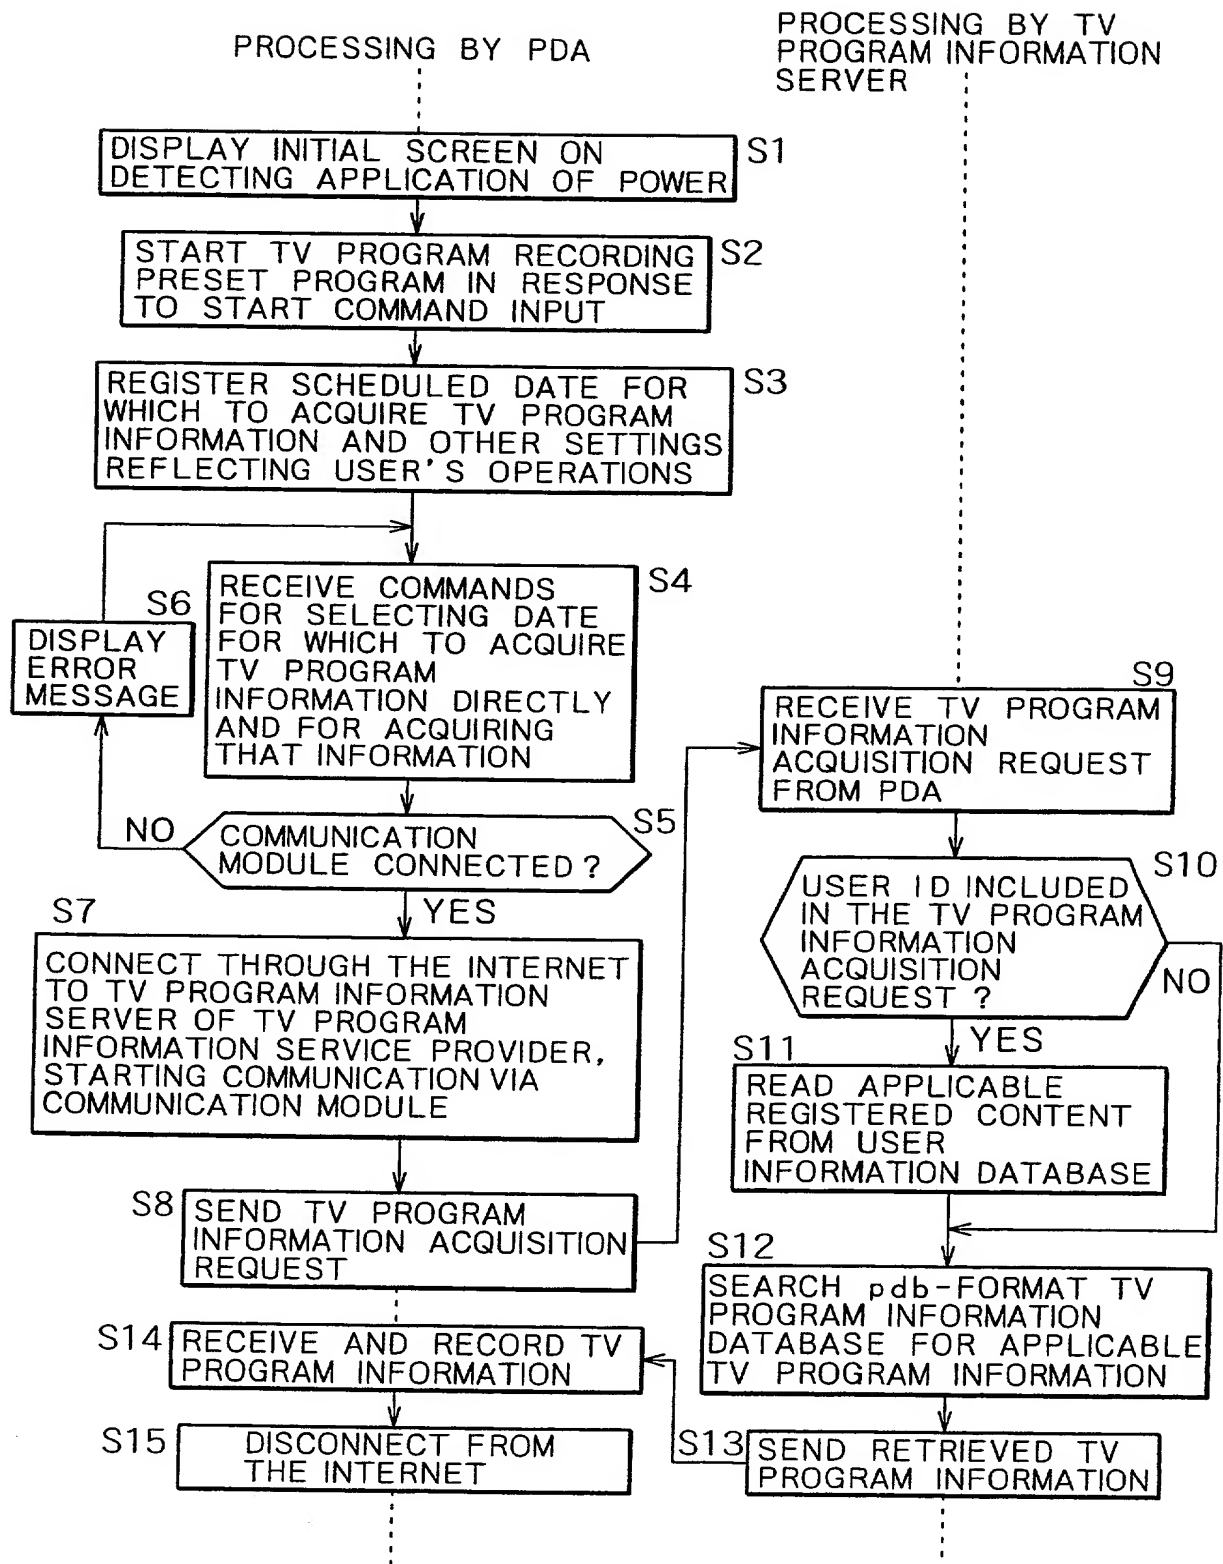 PROCESSING BY PDA
PROCESSING BY TV
PROGRAM INFORMATION
SERVER
DISPLAY INITIAL SCREEN ON
DETECTING APPLICATION OF POWER
S1
START TV PROGRAM RECORDING
PRESET PROGRAM IN RESPONSE
TO START COMMAND INPUT
S2
REGISTER SCHEDULED DATE FOR
WHICH TO ACQUIRE TV PROGRAM
INFORMATION AND OTHER SETTINGS
REFLECTING USER'S OPERATIONS
S3
S6
DISPLAY
ERROR
MESSAGE
RECEIVE COMMANDS
FOR SELECTING DATE
FOR WHICH TO ACQUIRE
TV PROGRAM
INFORMATION DIRECTLY
AND FOR ACQUIRING
THAT INFORMATION
S4
NO
COMMUNICATION
MODULE CONNECTED?
S5
YES
S7
CONNECT THROUGH THE INTERNET
TO TV PROGRAM INFORMATION
SERVER OF TV PROGRAM
INFORMATION SERVICE PROVIDER,
STARTING COMMUNICATION VIA
COMMUNICATION MODULE
S8
SEND TV PROGRAM
INFORMATION ACQUISITION
REQUEST
S9
RECEIVE TV PROGRAM
INFORMATION
ACQUISITION REQUEST
FROM PDA
S10
USER ID INCLUDED
IN THE TV PROGRAM
INFORMATION
ACQUISITION
REQUEST?
NO
YES
S11
READ APPLICABLE
REGISTERED CONTENT
FROM USER
INFORMATION DATABASE
S12
SEARCH pdb-FORMAT TV
PROGRAM INFORMATION
DATABASE FOR APPLICABLE
TV PROGRAM INFORMATION
S13
SEND RETRIEVED TV
PROGRAM INFORMATION
S14
RECEIVE AND RECORD TV
PROGRAM INFORMATION
S15
DISCONNECT FROM
THE INTERNET